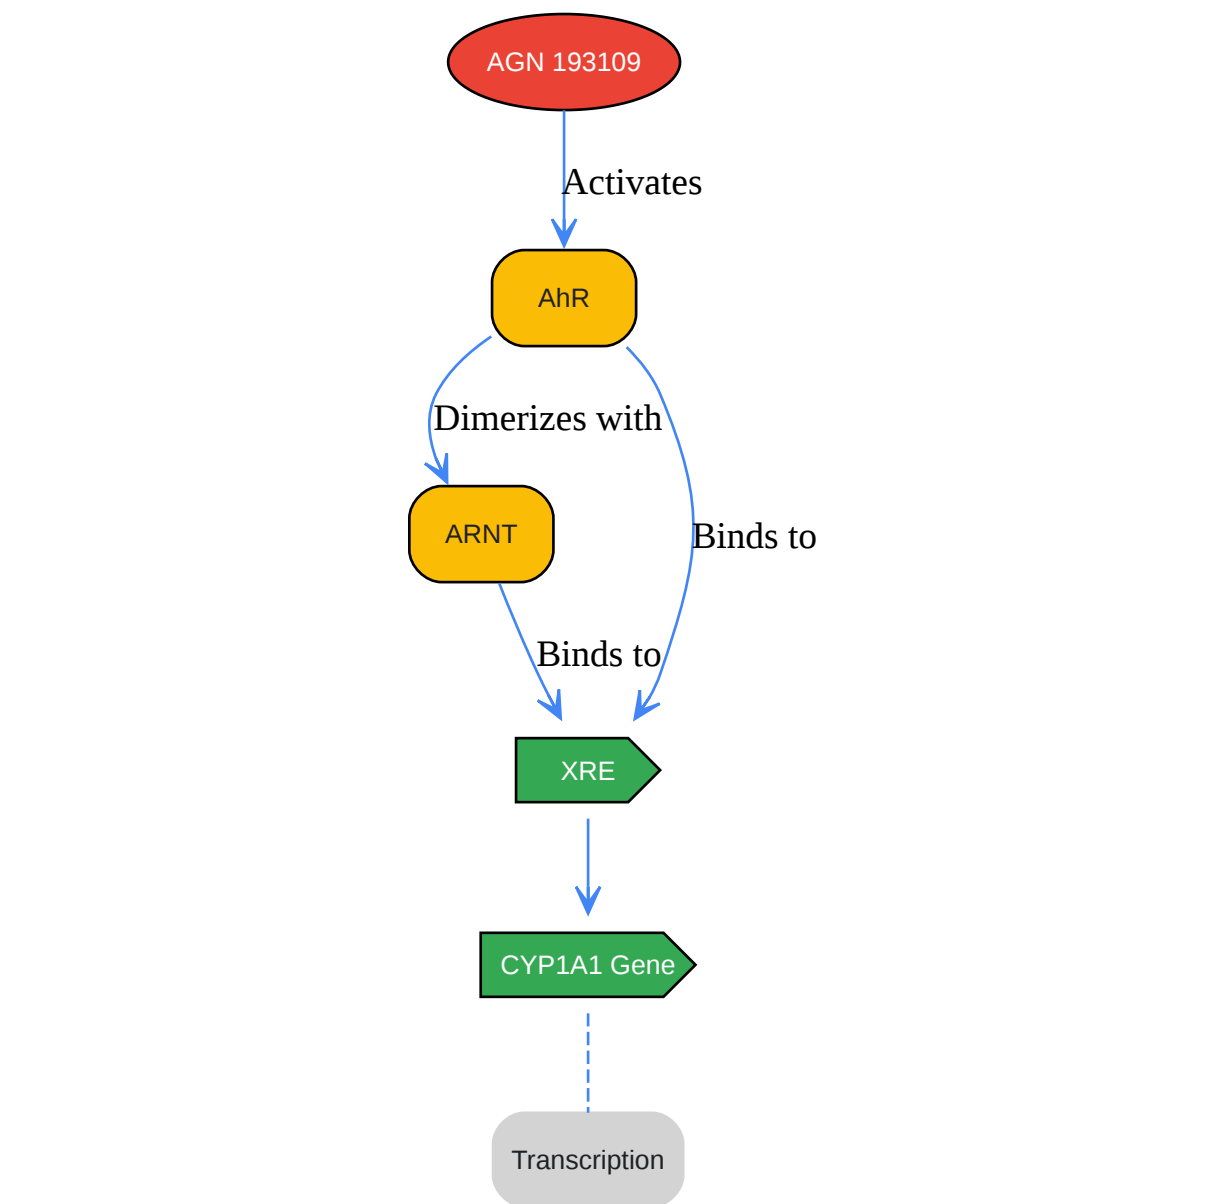 AGN 193109
Activates
AhR
Dimerizes with
ARNT
Binds to
Binds to
XRE
CYP1A1 Gene
Transcription